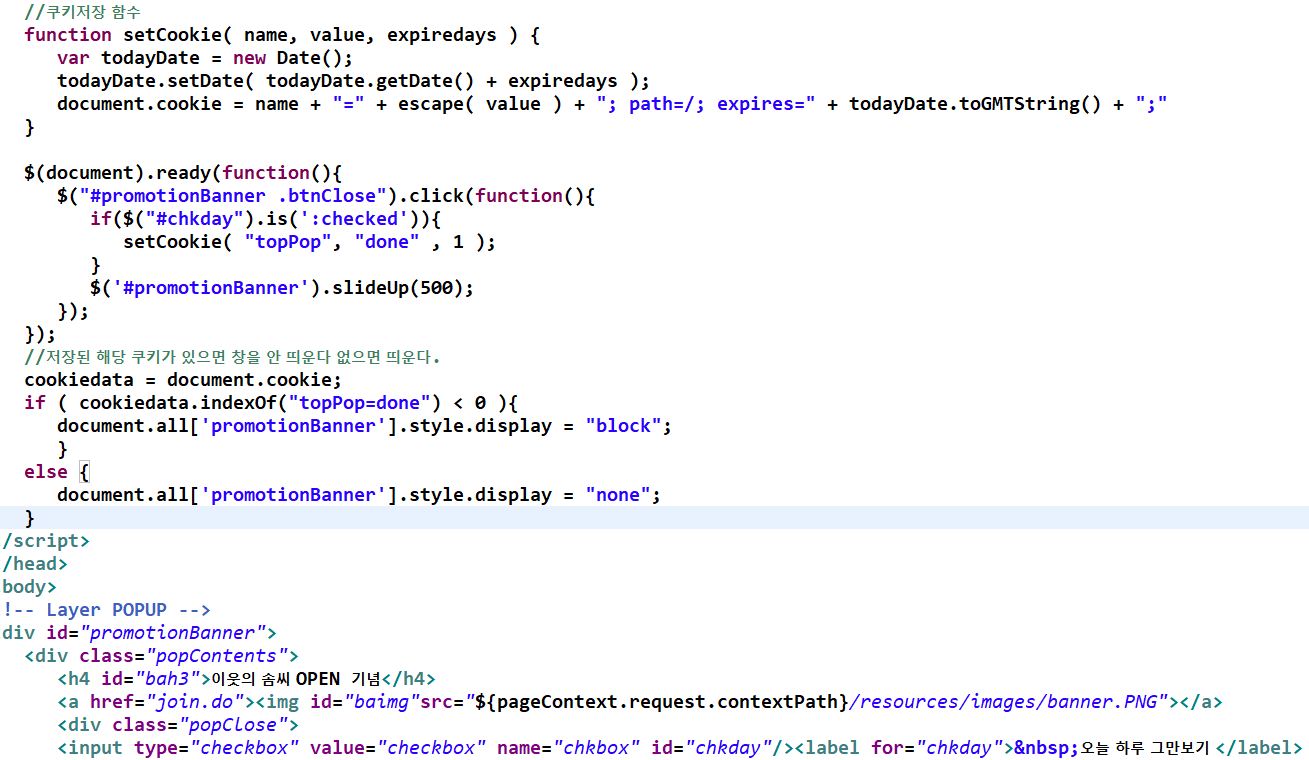 //쿠키저장 함수
function setCookie( name, value, expiredays ) {
var todayDate = new Date();
todayDate.setDate( todayDate.getDate() + expiredays );
document.cookie = name + "=" + escape( value ) + "; path=/; expires=" + todayDate.toGMTString() + ";"
}
$(document).ready(function(){
$("#promotionBanner .btnClose").click(function(){
if($("#chkday").is(':checked')){
setCookie( "topPop", "done" , 1 );
}
$('#promotionBanner').slideUp(500);
});
});
//저장된 해당 쿠키가 있으면 창을 안 띄운다 없으면 띄운다.
cookiedata = document.cookie;
if ( cookiedata.indexOf("topPop=done") < 0 ){
document.all['promotionBanner'].style.display = "block";
}
else {
document.all['promotionBanner'].style.display = "none";
}
/script>
/head>
body>
!-- Layer POPUP -->
div id="promotionBanner">
<div class="popContents">
<h4 id="bah3">이웃의 솜씨 OPEN 기념</h4>
<a href="join.do"><img id="baimg"src="${pageContext.request.contextPath}/resources/images/banner.PNG"></a>
<div class="popClose">
<input type="checkbox" value="checkbox" name="chkbox" id="chkday"/><label for="chkday">&nbsp;오늘 하루 그만보기 </label>